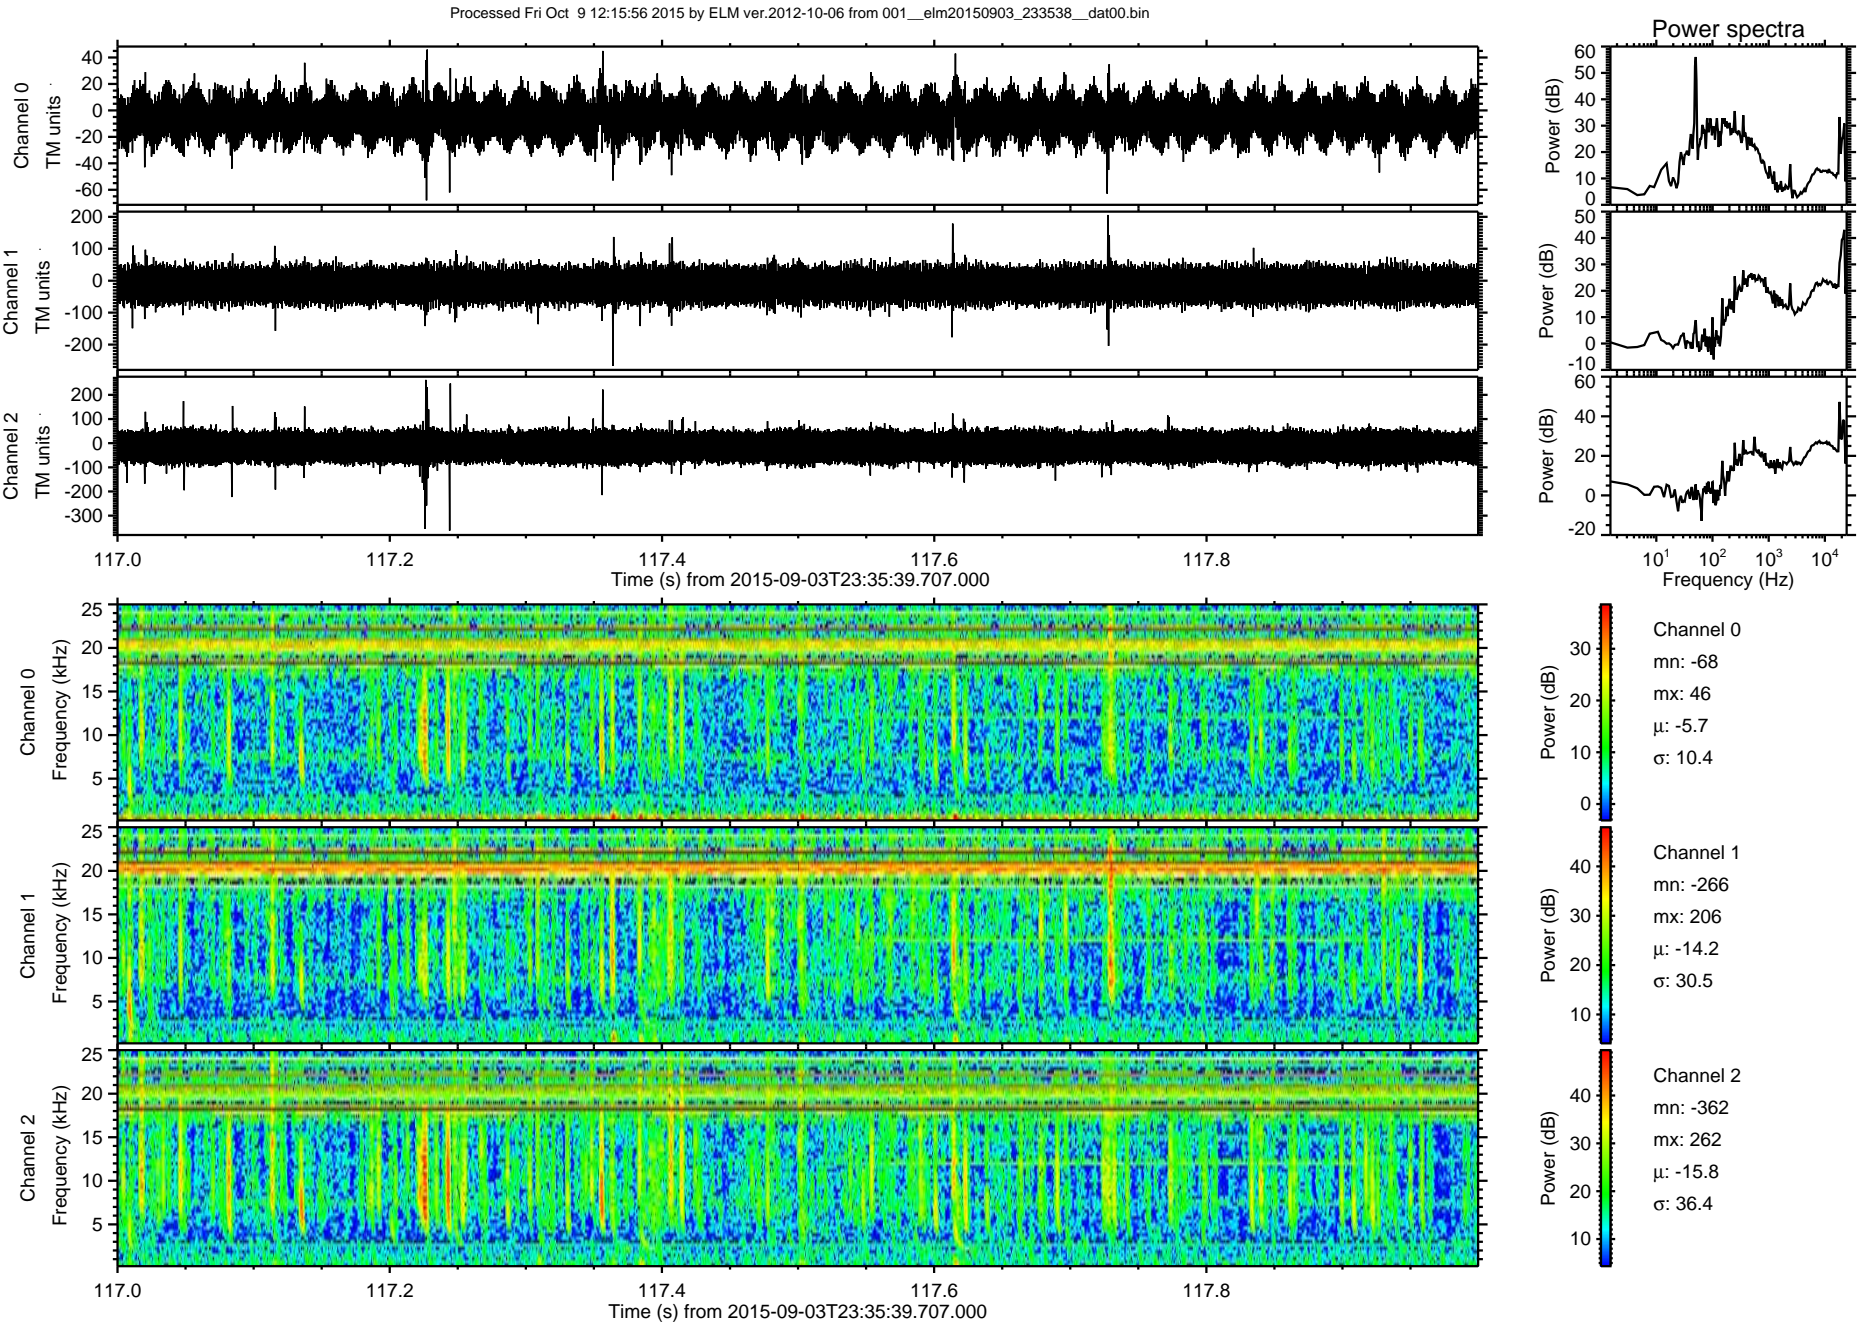 Processed Fri Oct  9 12:15:56 2015 by ELM ver.2012-10-06 from 001__elm20150903_233538__dat00.bin
Power spectra
Channel 0
TM units
40
20
0
-20
-40
-60
Power (dB)
60
50
40
30
20
10
0
Channel 1
TM units
200
100
0
-100
-200
Power (dB)
50
40
30
20
10
0
-10
Channel 2
TM units
200
100
0
-100
-200
-300
Power (dB)
60
40
20
0
-20
117.0 117.2 117.4 117.6 117.8
Time (s) from 2015-09-03T23:35:39.707.000
10¹ 10² 10³ 10⁴
Frequency (Hz)
Channel 0
Frequency (kHz)
25
20
15
10
5
Power (dB)
30
20
10
0
Channel 0
mn: -68
mx: 46
μ: -5.7
σ: 10.4
Channel 1
Frequency (kHz)
25
20
15
10
5
Power (dB)
40
30
20
10
Channel 1
mn: -266
mx: 206
μ: -14.2
σ: 30.5
Channel 2
Frequency (kHz)
25
20
15
10
5
Power (dB)
40
30
20
10
Channel 2
mn: -362
mx: 262
μ: -15.8
σ: 36.4
117.0 117.2 117.4 117.6 117.8
Time (s) from 2015-09-03T23:35:39.707.000